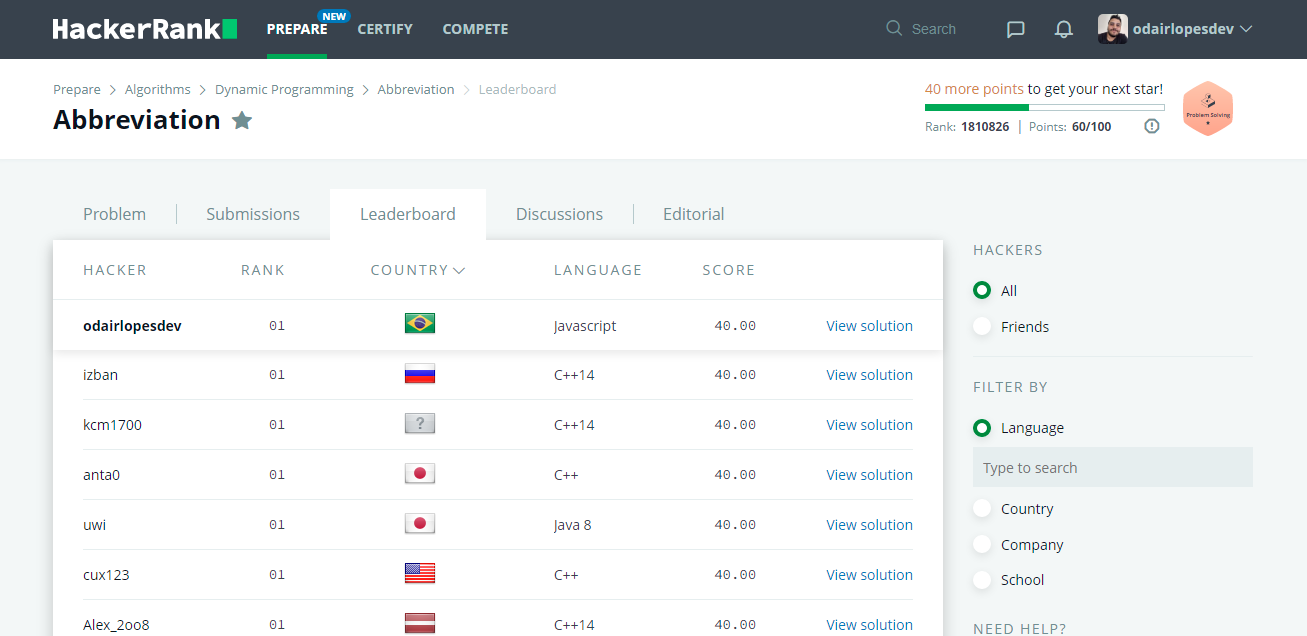 HackerRank PREPARE NEW CERTIFY COMPETE Search odairlopesdev
Prepare > Algorithms > Dynamic Programming > Abbreviation > Leaderboard
Abbreviation
40 more points to get your next star!
Rank: 1810826 | Points: 60/100
Problem Solving
Problem | Submissions Leaderboard Discussions | Editorial
HACKER RANK COUNTRY LANGUAGE SCORE
odairlopesdev 01 Javascript 40.00 View solution
izban 01 C++14 40.00 View solution
kcm1700 01 ? C++14 40.00 View solution
anta0 01 C++ 40.00 View solution
uwi 01 Java 8 40.00 View solution
cux123 01 C++ 40.00 View solution
Alex_2oo8 01 C++14 40.00 View solution
HACKERS
All
Friends
FILTER BY
Language
Type to search
Country
Company
School
NEED HELP?